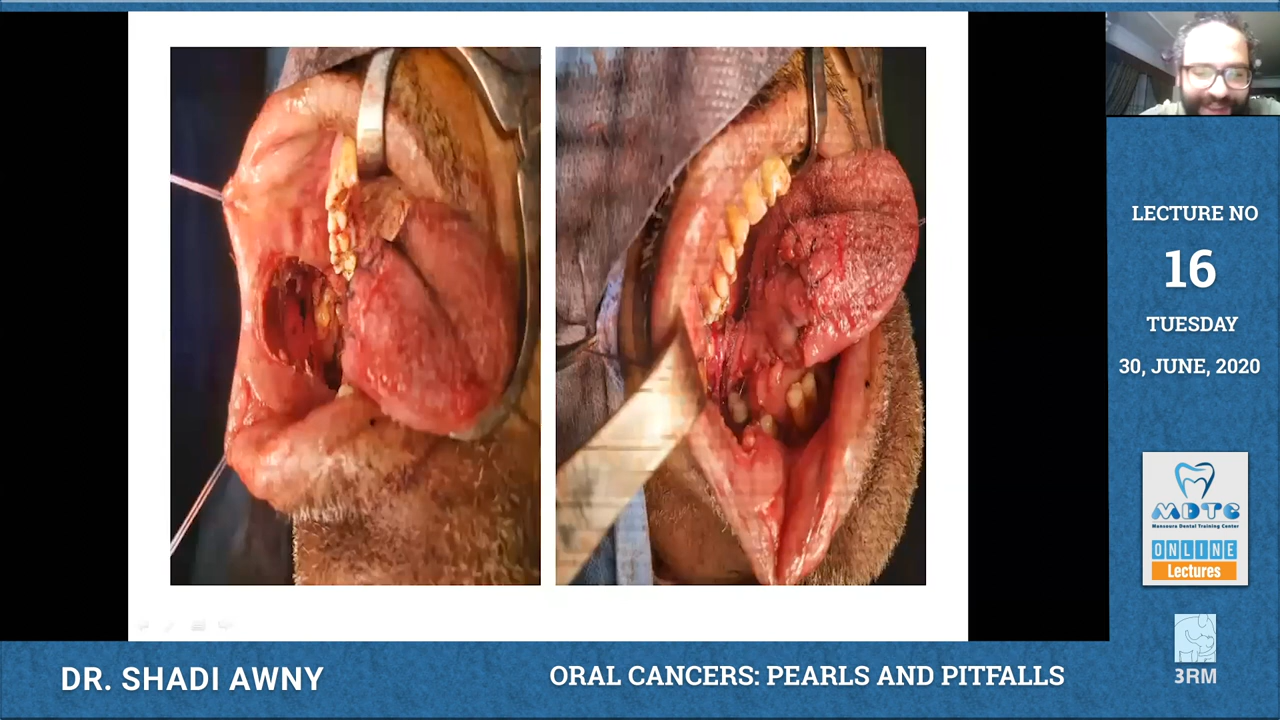 LECTURE NO
16
TUESDAY
30, JUNE, 2020
MDTC
Mansoura Dental Training Center
ONLINE
Lectures
3RM
DR. SHADI AWNY
ORAL CANCERS: PEARLS AND PITFALLS